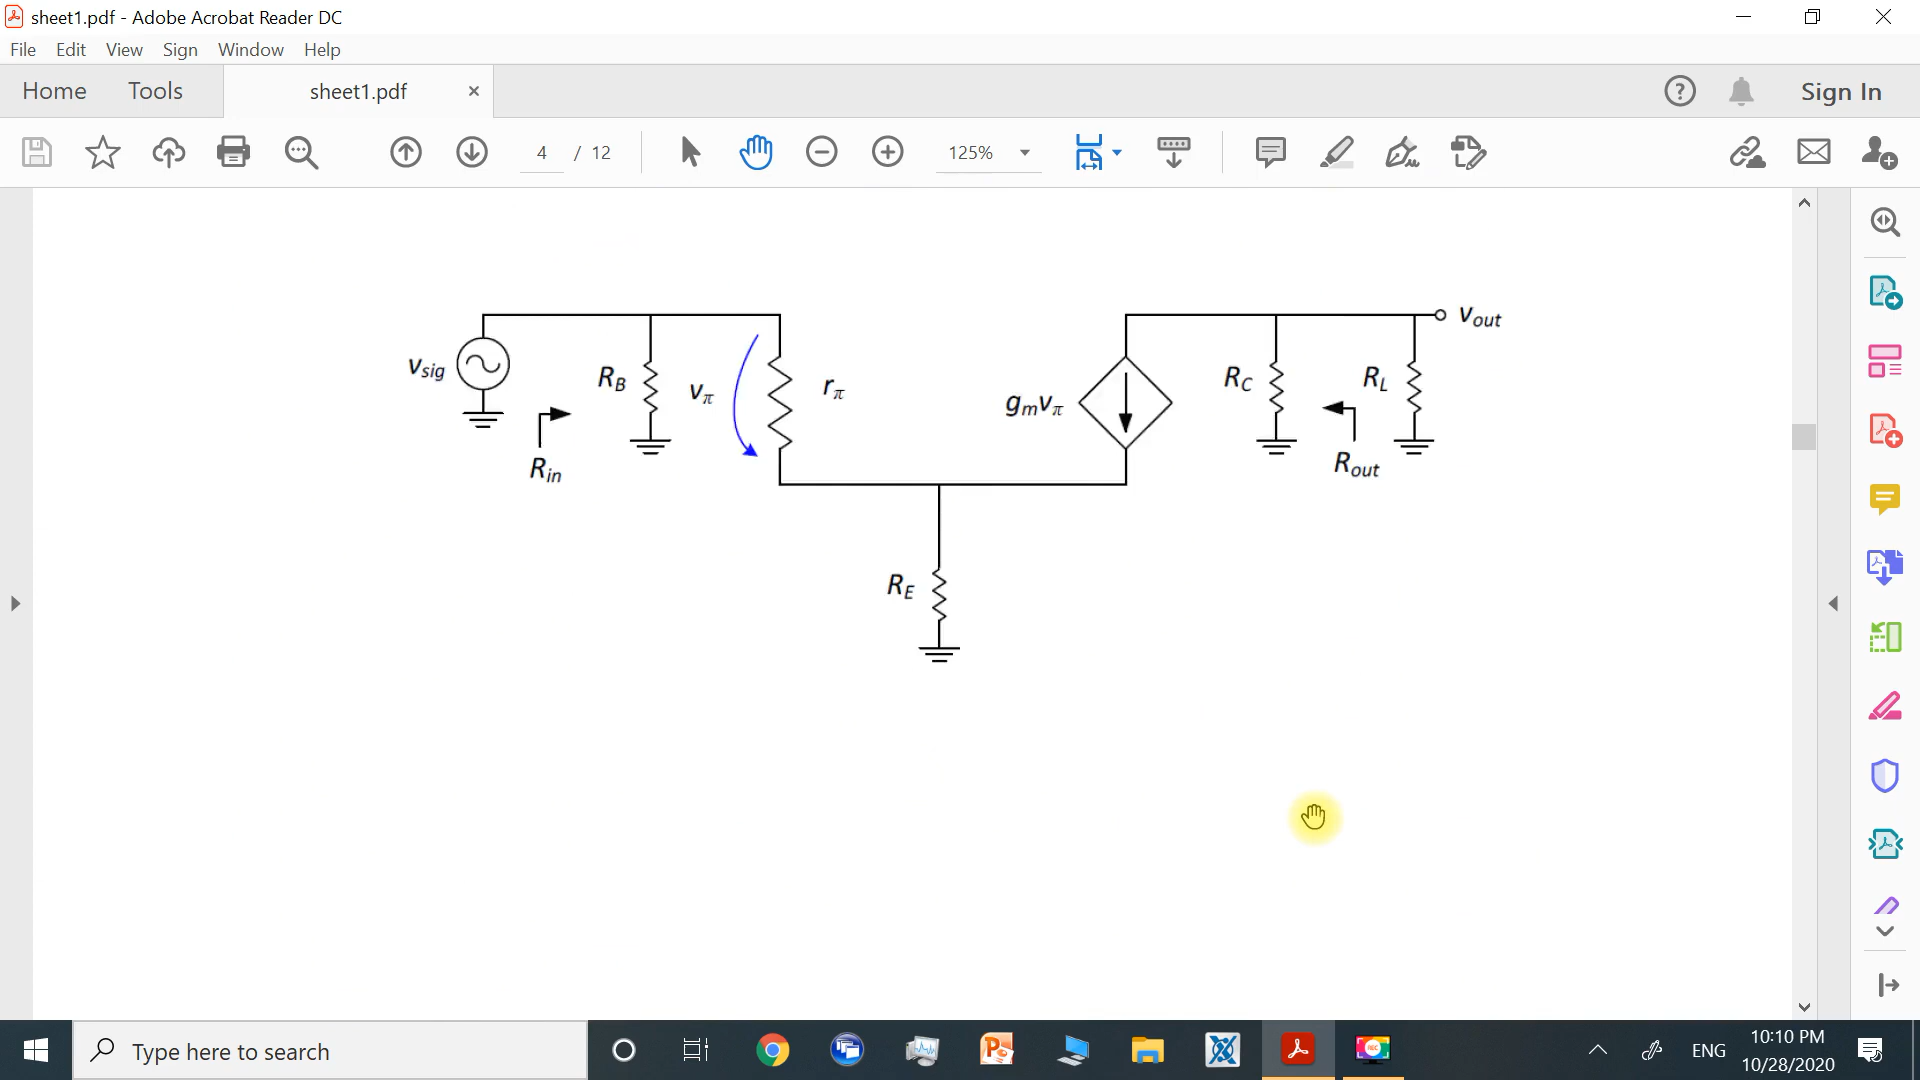 sheet1.pdf - Adobe Acrobat Reader DC
File Edit View Sign Window Help
Home Tools sheet1.pdf × Sign In
4 / 12 125%
vsig
RB
vπ
rπ
gmvπ
RC
RL
vout
Rin
Rout
RE
Type here to search
ENG
10:10 PM
10/28/2020